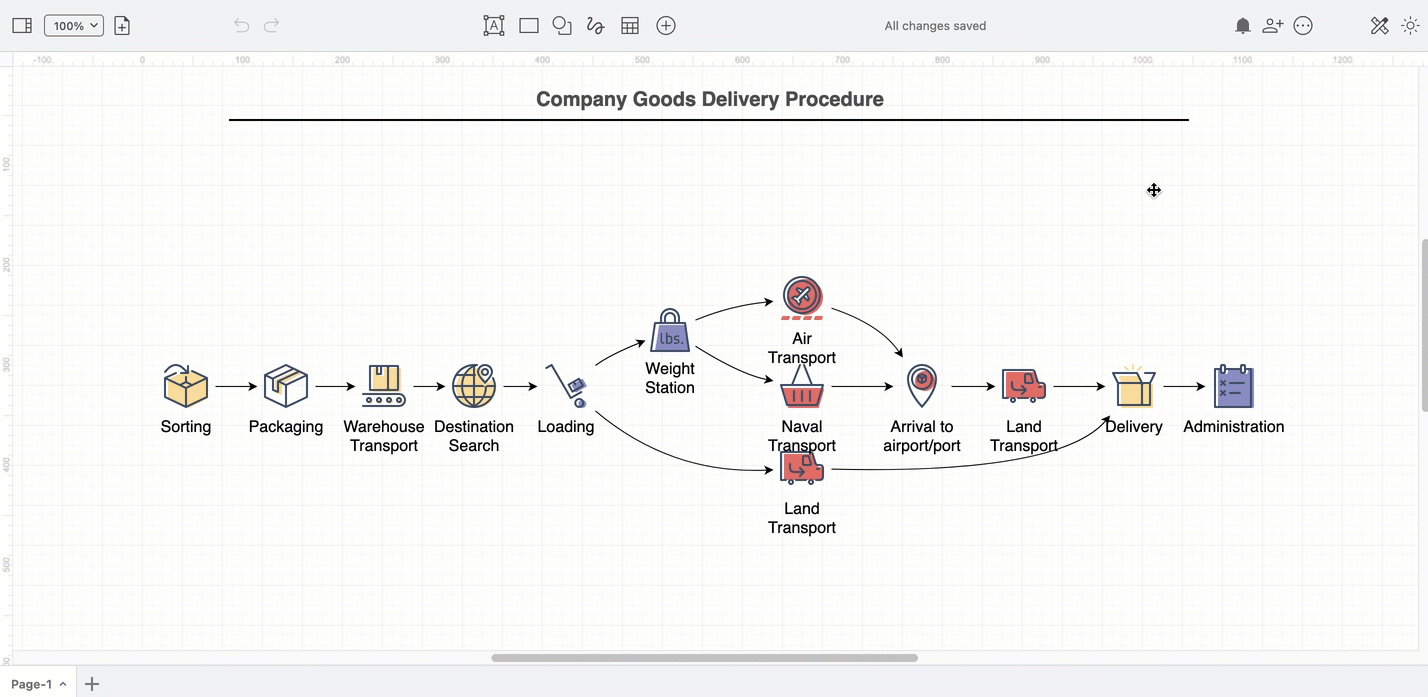 100%
All changes saved
-100 0 100 200 300 400 500 600 700 800 900 1000 1100 1200
Company Goods Delivery Procedure
100
200
300
400
500
lbs.
Air
Transport
Weight
Station
Sorting
Packaging
Warehouse
Transport
Destination
Search
Loading
Naval
Transport
Arrival to
airport/port
Land
Transport
Delivery
Administration
Land
Transport
Page-1